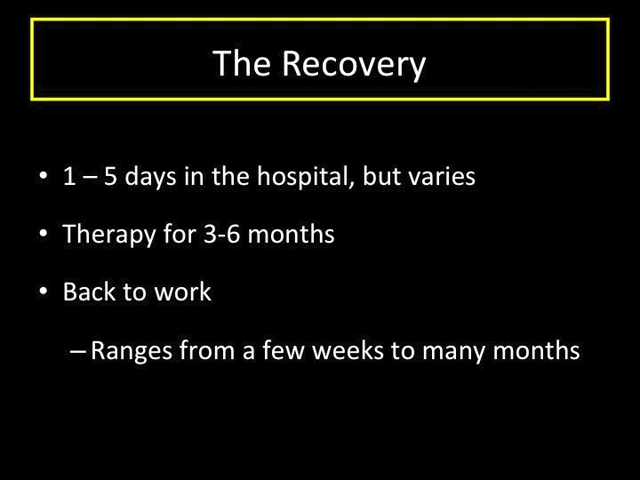 The Recovery
• 1 – 5 days in the hospital, but varies
• Therapy for 3-6 months
• Back to work
– Ranges from a few weeks to many months